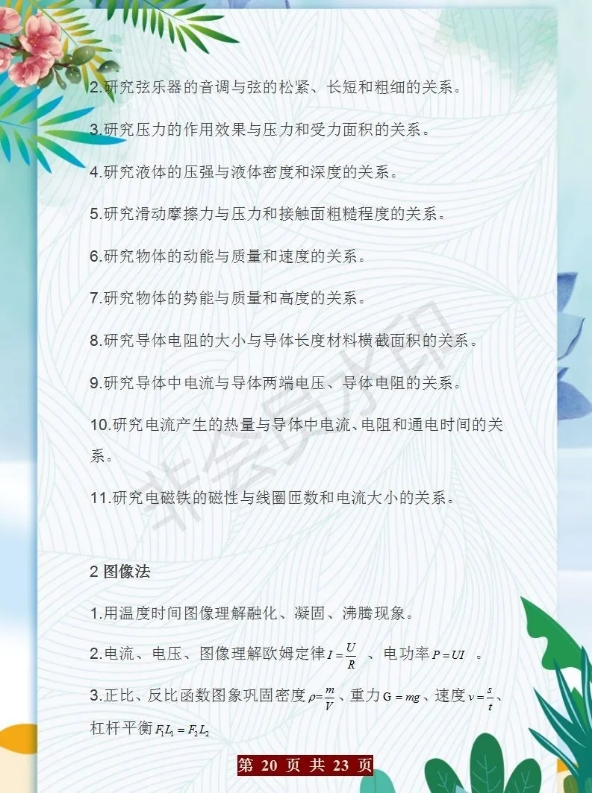 2.研究弦乐器的音调与弦的松紧、长短和粗细的关系。
3.研究压力的作用效果与压力和受力面积的关系。
4.研究液体的压强与液体密度和深度的关系。
5.研究滑动摩擦力与压力和接触面粗糙程度的关系。
6.研究物体的动能与质量和速度的关系。
7.研究物体的势能与质量和高度的关系。
8.研究导体电阻的大小与导体长度材料横截面积的关系。
9.研究导体中电流与导体两端电压、导体电阻的关系。
10.研究电流产生的热量与导体中电流、电阻和通电时间的关
系。
11.研究电磁铁的磁性与线圈匝数和电流大小的关系。
非会员水印
2 图像法
1.用温度时间图像理解融化、凝固、沸腾现象。
2.电流、电压、图像理解欧姆定律 I=U/R 、电功率 P=UI 。
3.正比、反比函数图象巩固密度 ρ=m/V、重力 G=mg、速度 v=s/t、
杠杆平衡 F₁L₁=F₂L₂
第 20 页 共 23 页